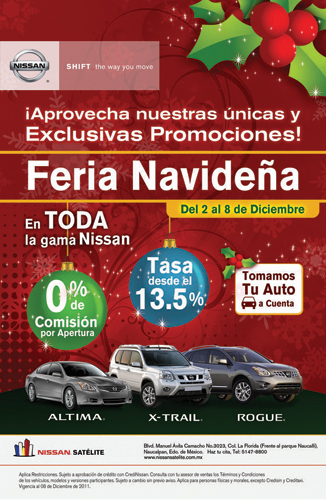 NISSAN
SHIFT the way you move
¡Aprovecha nuestras únicas y
Exclusivas Promociones!
Feria Navideña
Del 2 al 8 de Diciembre
En TODA
la gama Nissan
0%
de
Comisión
por Apertura
Tasa
desde el
13.5%
Tomamos
Tu Auto
a Cuenta
ALTIMA.
X-TRAIL.
ROGUE.
NISSAN SATÉLITE
Blvd. Manuel Ávila Camacho No.3023, Col. La Florida (Frente al parque Naucalli),
Naucalpan, Edo. de México. Haz tu cita, Tel: 5147-8800
www.nissansatelite.com.mx
Aplica Restricciones. Sujeto a aprobación de crédito con CrediNissan. Consulta con tu asesor de ventas los Términos y Condiciones
de los vehículos, modelos y versiones participantes. Sujeto a cambio sin previo aviso. Aplica para personas físicas y morales, excepto Credisín y Creditaxi.
Vigencia al 08 de Diciembre de 2011.